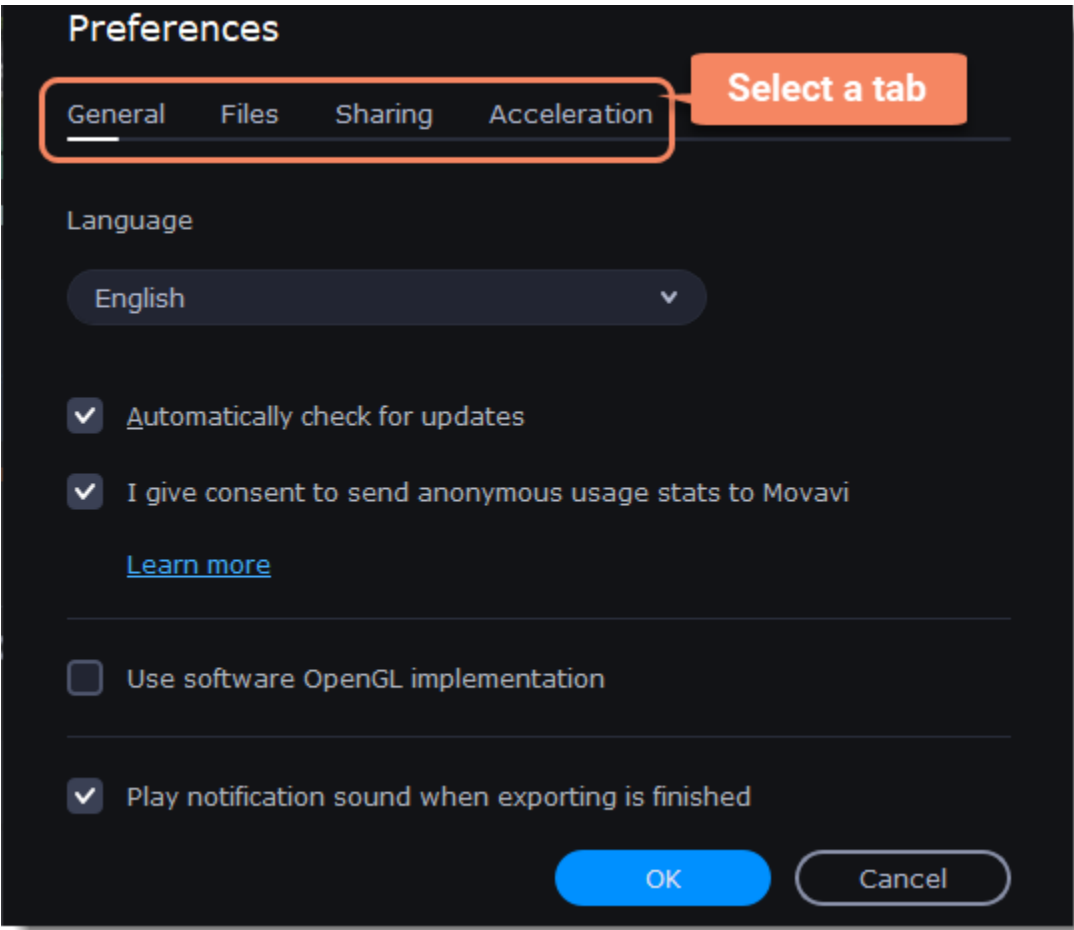 Preferences
General Files Sharing Acceleration
Select a tab
Language
English
Automatically check for updates
I give consent to send anonymous usage stats to Movavi
Learn more
Use software OpenGL implementation
Play notification sound when exporting is finished
OK Cancel